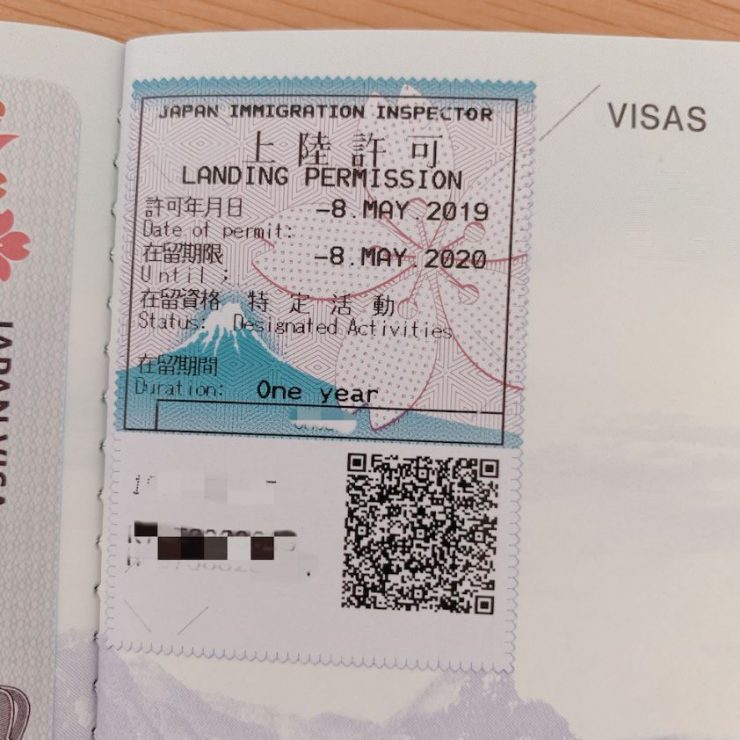 JAPAN IMMIGRATION INSPECTOR
上陸許可
LANDING PERMISSION
許可年月日 -8.MAY.2019
Date of permit:
在留期限 -8.MAY.2020
Until :
在留資格 特定活動
Status: Designated Activities
在留期間
Duration: One year
VISAS
JAPAN VISA